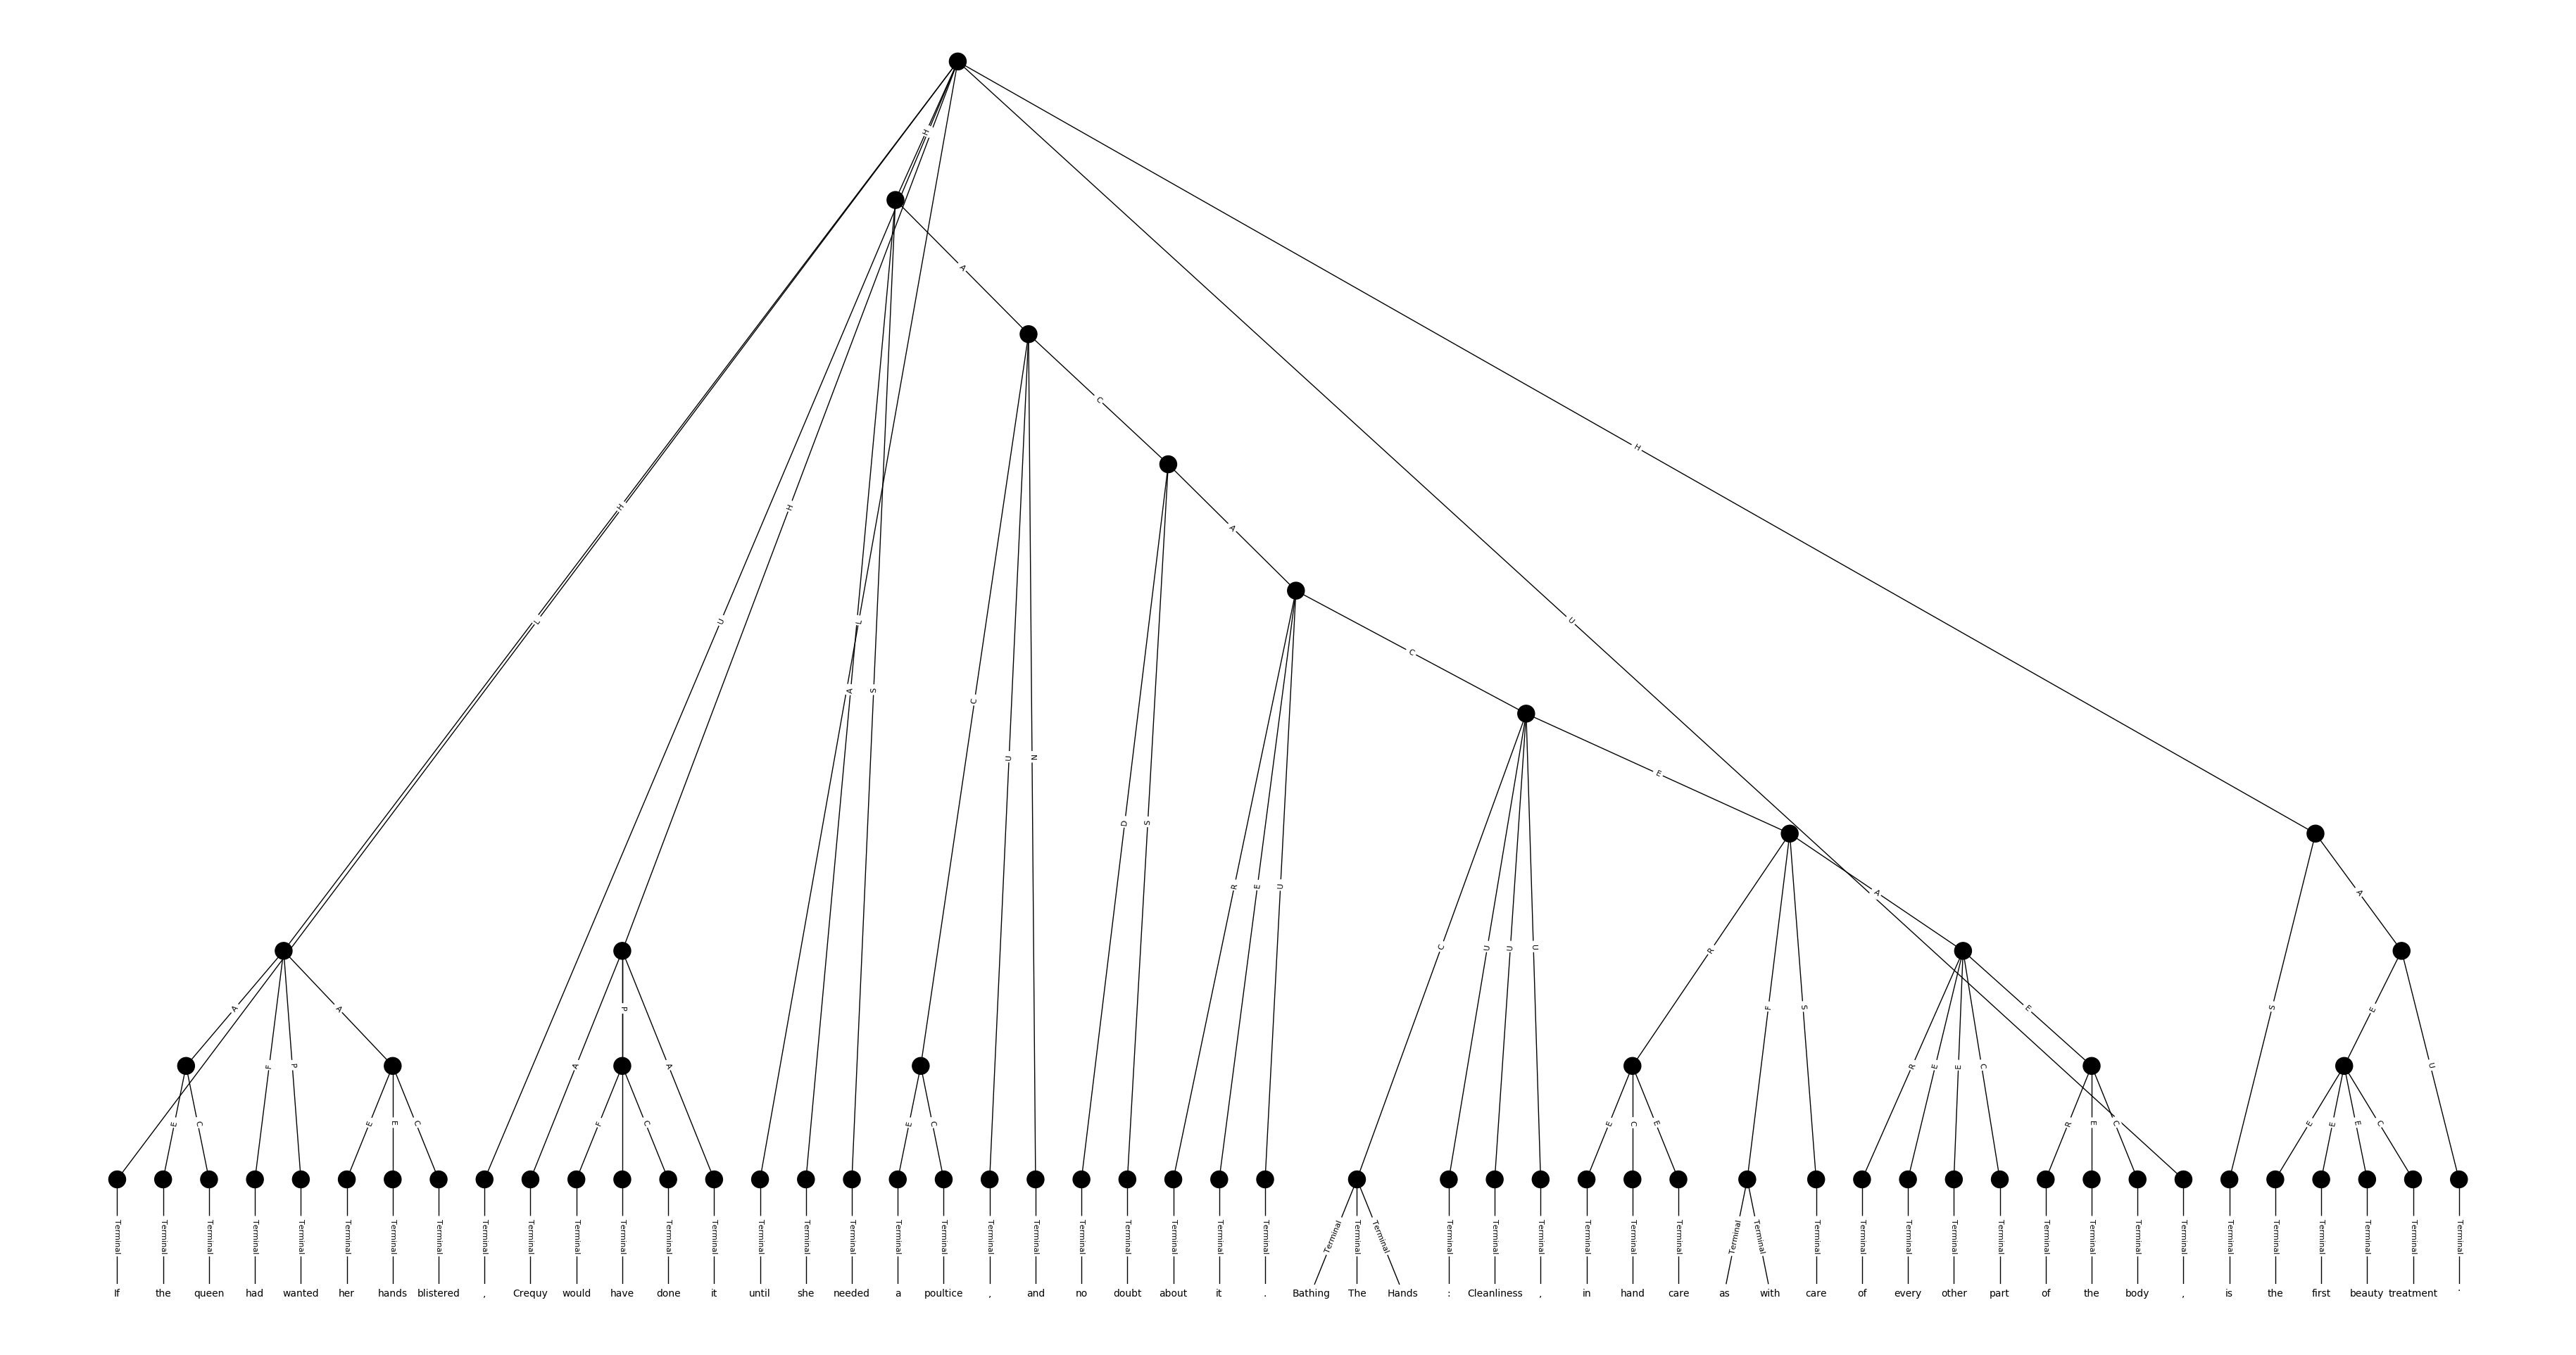 H
A
C
H
H
A
H
L
U
L
U
C
A
S
C
E
U
N
D
S
R
E
U
A
A
C
U
U
U
A
A
P
A
R
F
S
E
S
E
F
P
A
A
R
E
E
C
U
E
C
E
E
C
F
C
E
C
E
C
E
R
E
C
E
E
E
C
Terminal Terminal Terminal Terminal Terminal Terminal Terminal Terminal Terminal Terminal Terminal Terminal Terminal Terminal Terminal Terminal Terminal Terminal Terminal Terminal Terminal Terminal Terminal Terminal Terminal Terminal Terminal Terminal Terminal Terminal Terminal Terminal Terminal Terminal Terminal Terminal Terminal Terminal Terminal Terminal Terminal Terminal Terminal Terminal Terminal Terminal Terminal Terminal Terminal Terminal Terminal Terminal
If the queen had wanted her hands blistered , Crequy would have done it until she needed a poultice , and no doubt about it . Bathing The Hands : Cleanliness , in hand care as with care of every other part of the body , is the first beauty treatment .